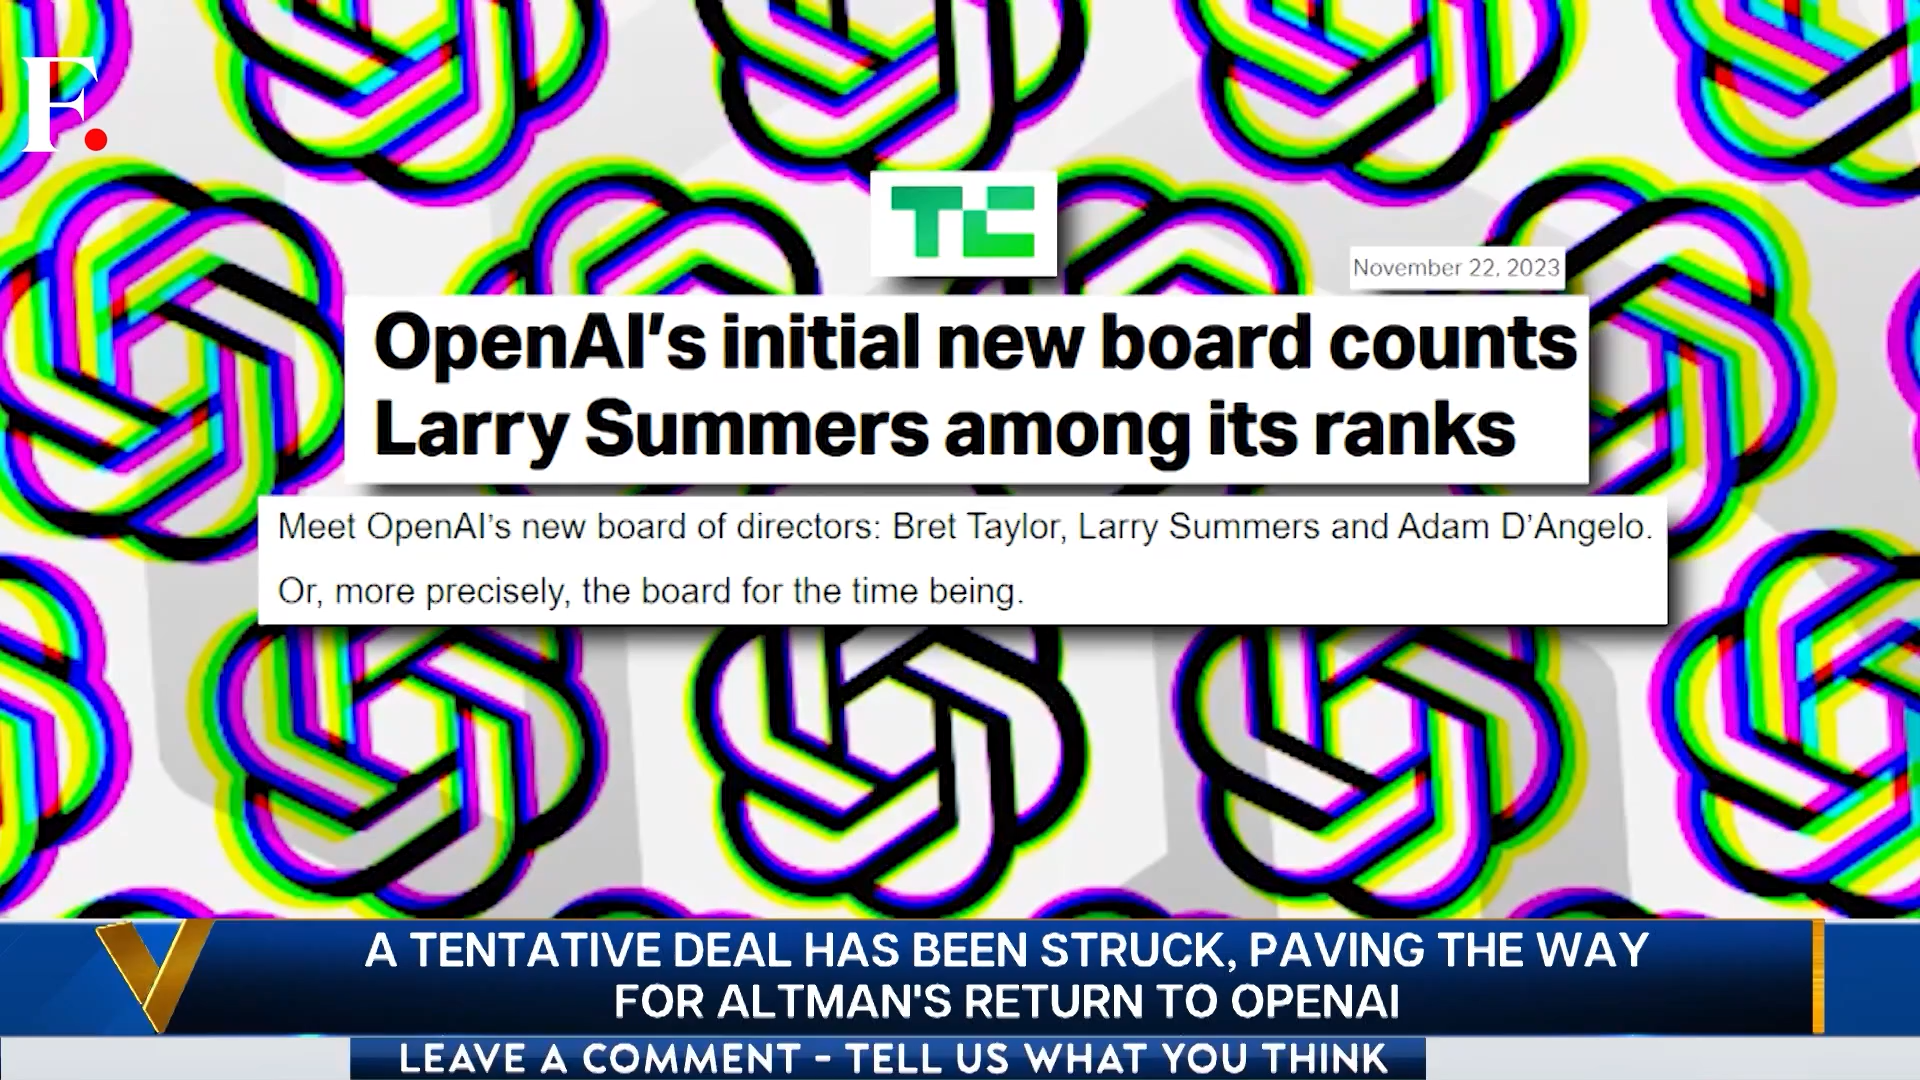 F.
TC
November 22, 2023
OpenAI’s initial new board counts
Larry Summers among its ranks
Meet OpenAI’s new board of directors: Bret Taylor, Larry Summers and Adam D’Angelo.
Or, more precisely, the board for the time being.
A TENTATIVE DEAL HAS BEEN STRUCK, PAVING THE WAY
FOR ALTMAN'S RETURN TO OPENAI
LEAVE A COMMENT - TELL US WHAT YOU THINK